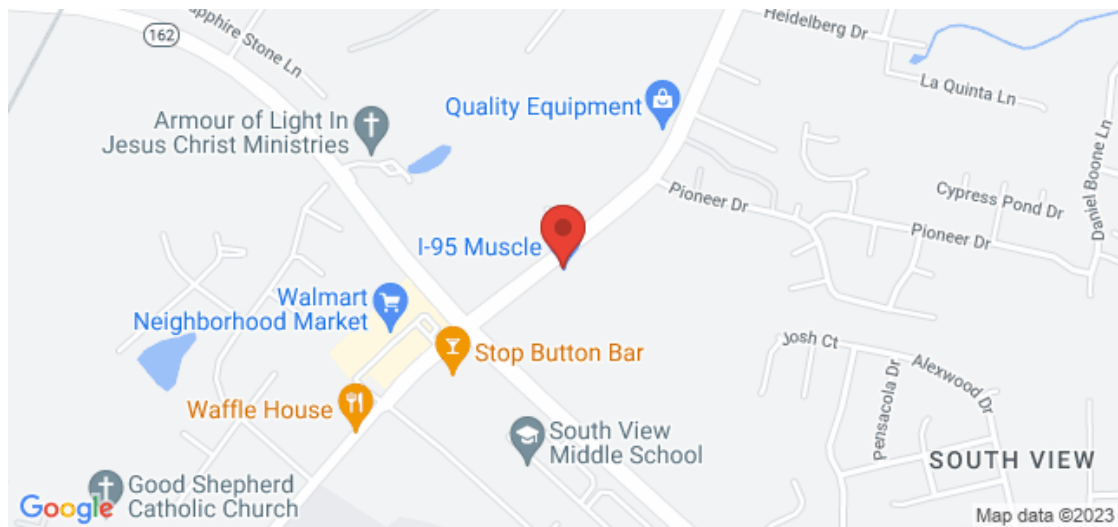 162
apphire Stone Ln
Heidelberg Dr
La Quinta Ln
Quality Equipment
Armour of Light In
Jesus Christ Ministries
Daniel Boone Ln
Pioneer Dr
Cypress Pond Dr
Pioneer Dr
I-95 Muscle
Walmart
Neighborhood Market
Stop Button Bar
Josh Ct
Alexwood Dr
Pensacola Dr
Waffle House
South View
Middle School
SOUTH VIEW
Good Shepherd
Catholic Church
Google
Map data ©2023